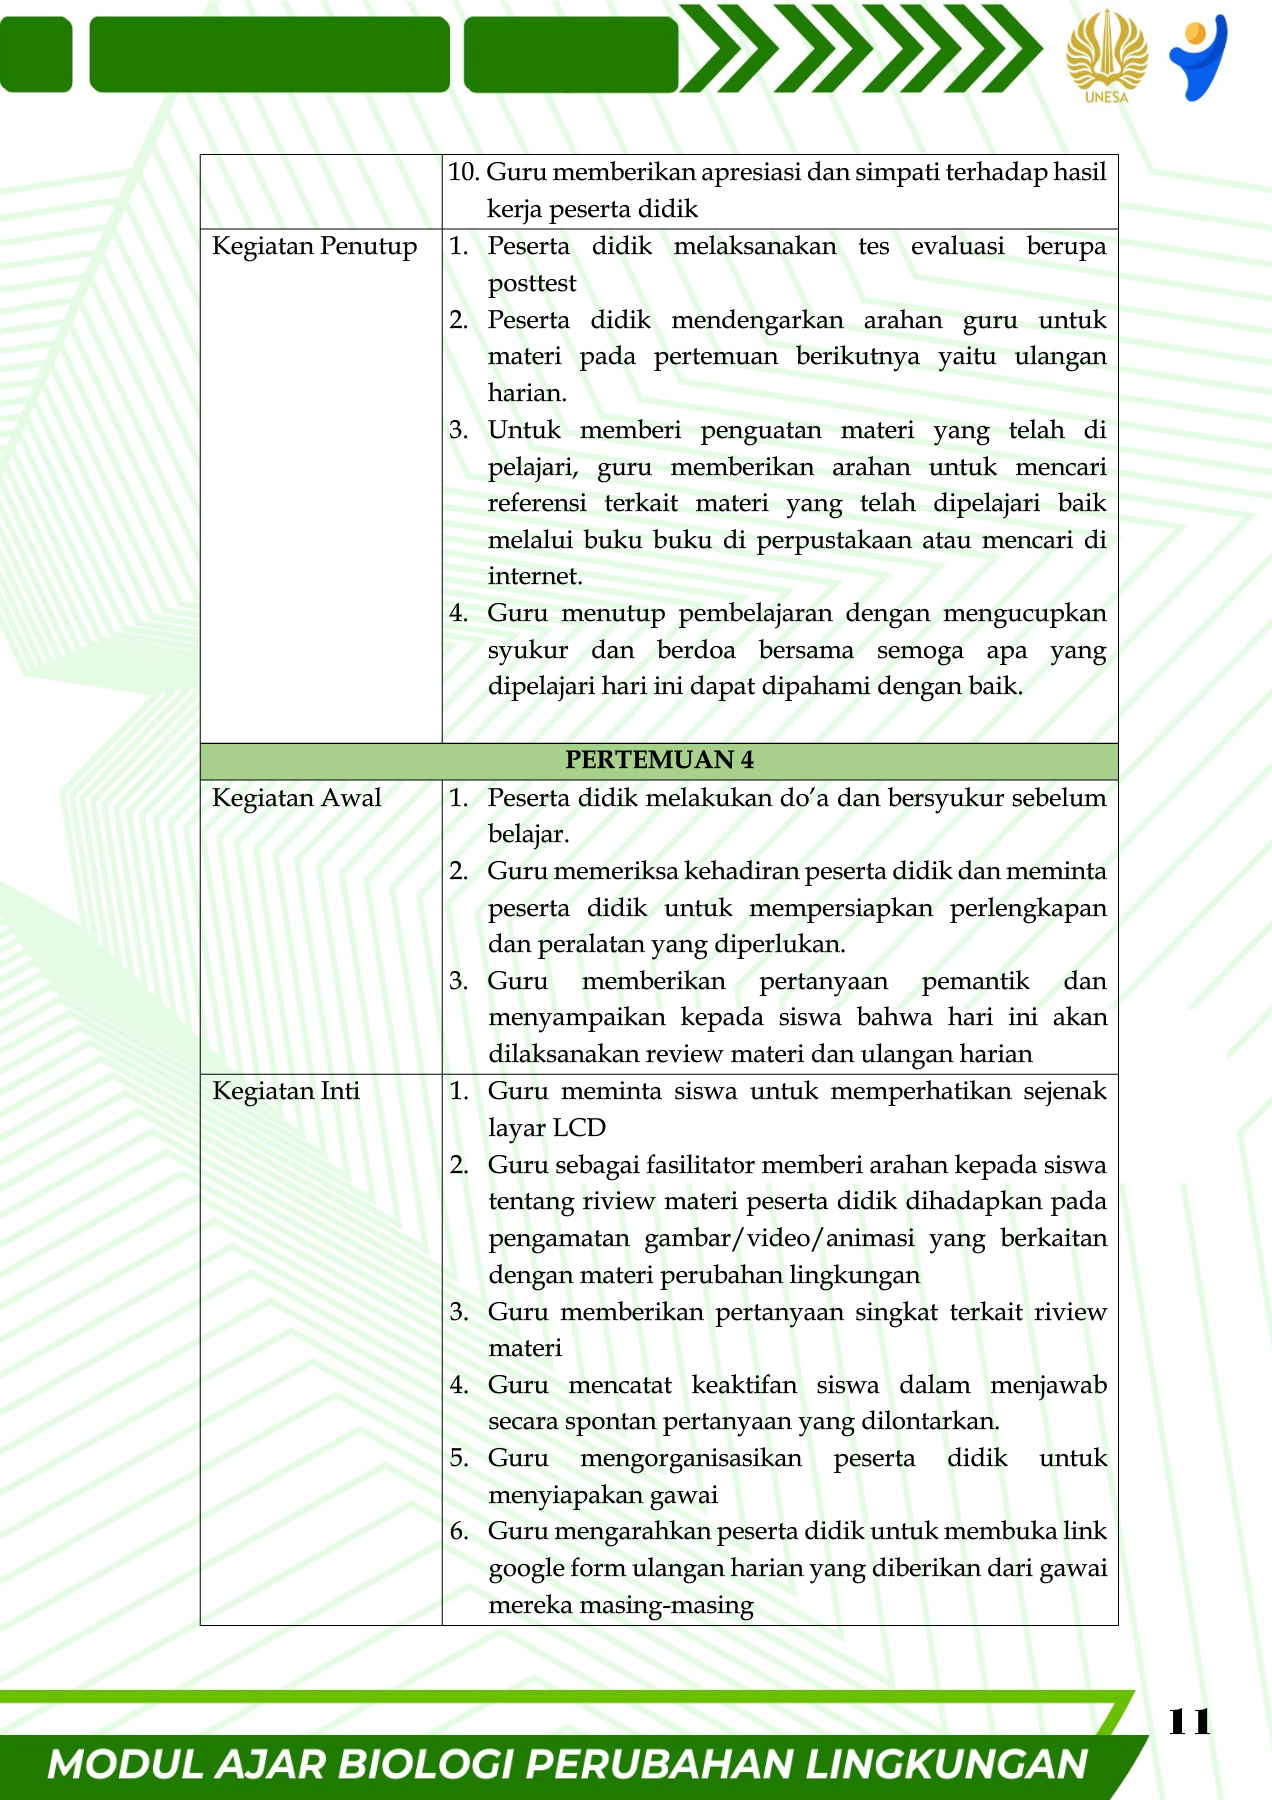 UNESA
10. Guru memberikan apresiasi dan simpati terhadap hasil
kerja peserta didik
Kegiatan Penutup
1. Peserta didik melaksanakan tes evaluasi berupa
posttest
2. Peserta didik mendengarkan arahan guru untuk
materi pada pertemuan berikutnya yaitu ulangan
harian.
3. Untuk memberi penguatan materi yang telah di
pelajari, guru memberikan arahan untuk mencari
referensi terkait materi yang telah dipelajari baik
melalui buku buku di perpustakaan atau mencari di
internet.
4. Guru menutup pembelajaran dengan mengucupkan
syukur dan berdoa bersama semoga apa yang
dipelajari hari ini dapat dipahami dengan baik.
PERTEMUAN 4
Kegiatan Awal
1. Peserta didik melakukan do’a dan bersyukur sebelum
belajar.
2. Guru memeriksa kehadiran peserta didik dan meminta
peserta didik untuk mempersiapkan perlengkapan
dan peralatan yang diperlukan.
3. Guru memberikan pertanyaan pemantik dan
menyampaikan kepada siswa bahwa hari ini akan
dilaksanakan review materi dan ulangan harian
Kegiatan Inti
1. Guru meminta siswa untuk memperhatikan sejenak
layar LCD
2. Guru sebagai fasilitator memberi arahan kepada siswa
tentang riview materi peserta didik dihadapkan pada
pengamatan gambar/video/animasi yang berkaitan
dengan materi perubahan lingkungan
3. Guru memberikan pertanyaan singkat terkait riview
materi
4. Guru mencatat keaktifan siswa dalam menjawab
secara spontan pertanyaan yang dilontarkan.
5. Guru mengorganisasikan peserta didik untuk
menyiapakan gawai
6. Guru mengarahkan peserta didik untuk membuka link
google form ulangan harian yang diberikan dari gawai
mereka masing-masing
11
MODUL AJAR BIOLOGI PERUBAHAN LINGKUNGAN